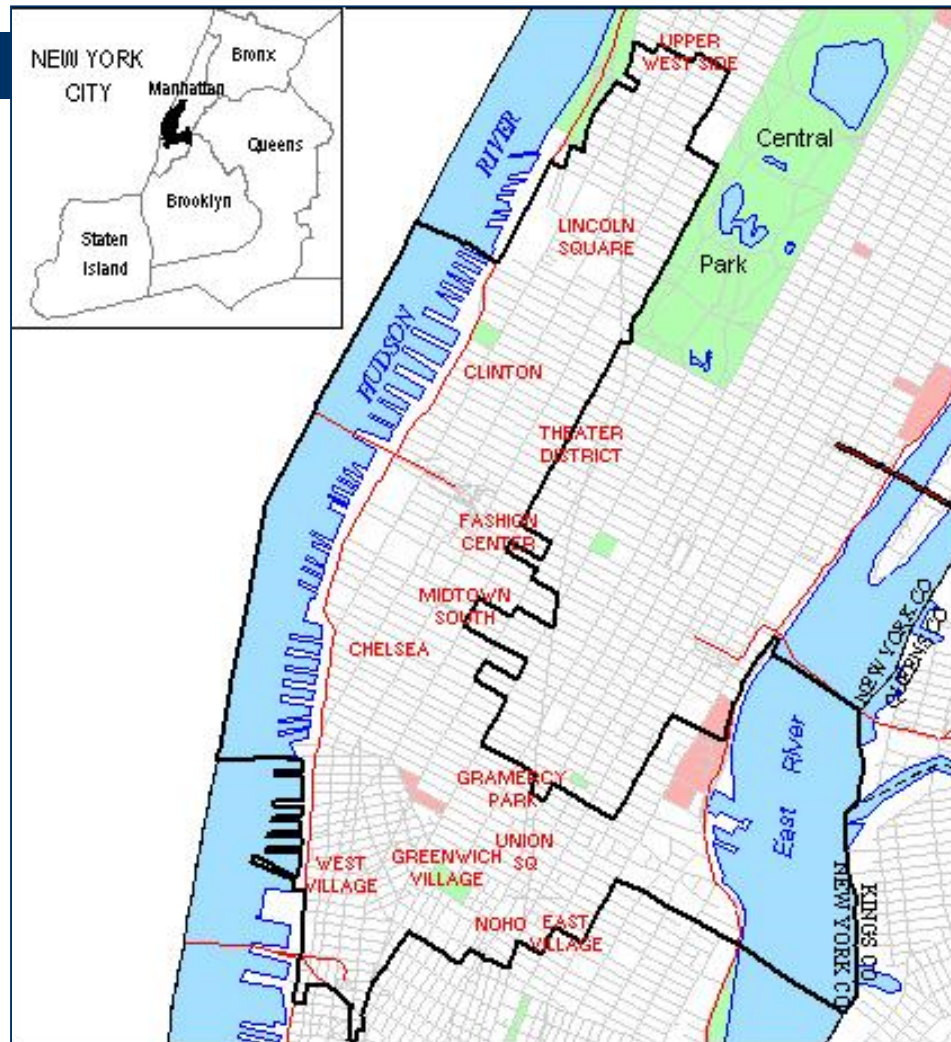 NEW YORK
CITY
Bronx
Manhattan
Queens
Brooklyn
Staten
Island
UPPER
WEST SIDE
Central
Park
RIVER
HUDSON
LINCOLN
SQUARE
CLINTON
THEATER
DISTRICT
FASHION
CENTER
MIDTOWN
SOUTH
CHELSEA
NEW YORK CO
QUEENS CO
GRAMERCY
PARK
East River
UNION
SQ
GREENWICH
VILLAGE
WEST
VILLAGE
NOHO
EAST
VILLAGE
KINGS CO
NEW YORK CO